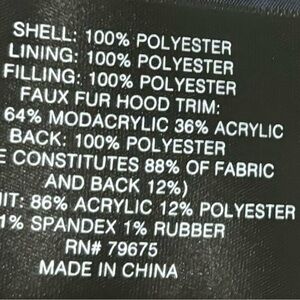 SHELL: 100% POLYESTER
LINING: 100% POLYESTER
FILLING: 100% POLYESTER
FAUX FUR HOOD TRIM:
64% MODACRYLIC 36% ACRYLIC
BACK: 100% POLYESTER
E CONSTITUTES 88% OF FABRIC
AND BACK 12%)
IT: 86% ACRYLIC 12% POLYESTER
1% SPANDEX 1% RUBBER
RN# 79675
MADE IN CHINA